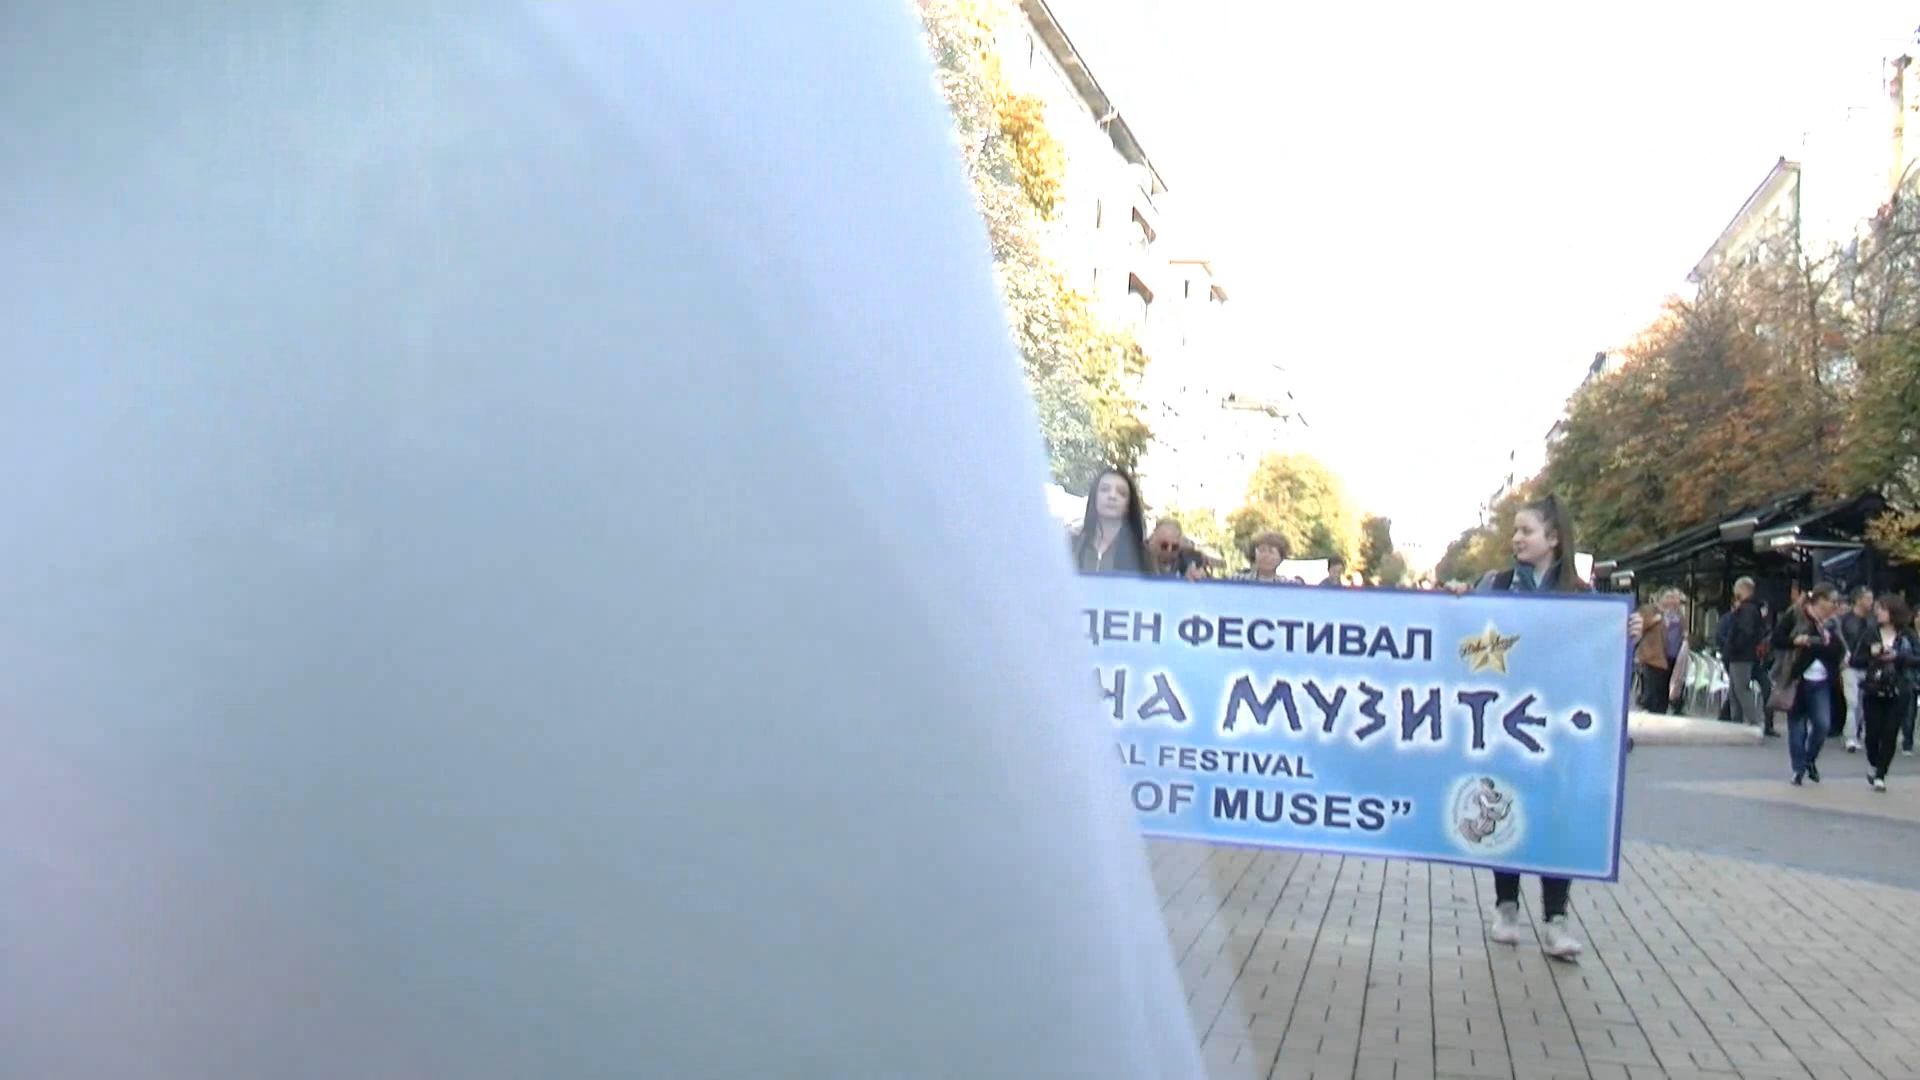 ДЕН ФЕСТИВАЛ
НА МУЗИТЕ •
AL FESTIVAL
OF MUSES”